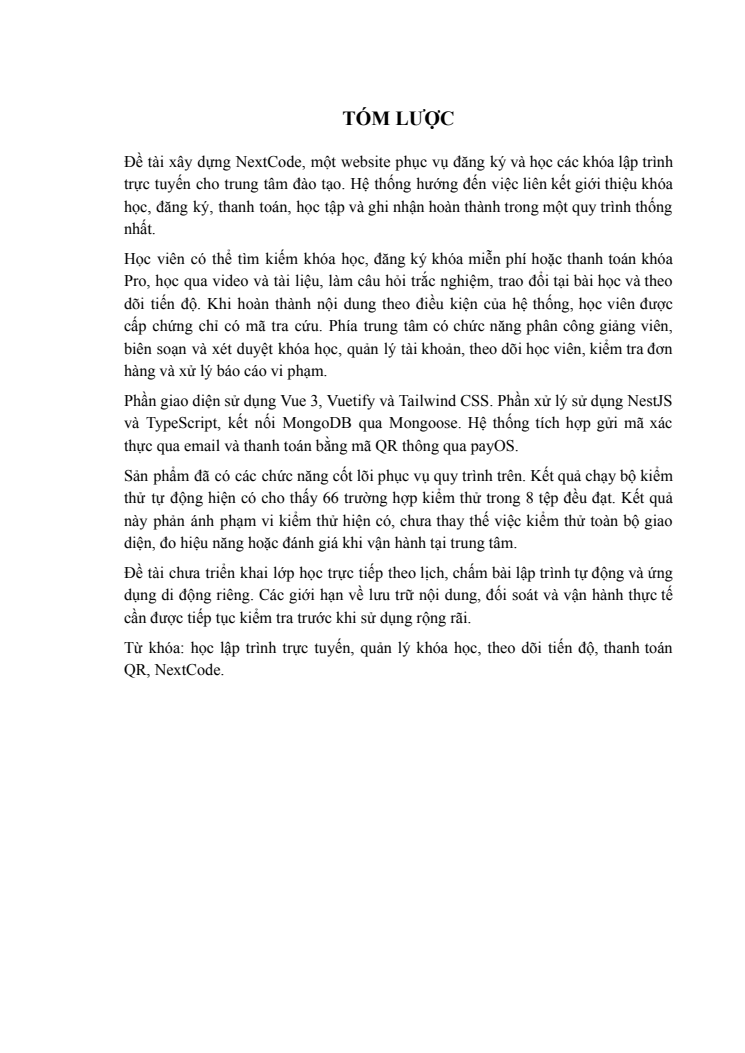 TÓM LƯỢC
Đề tài xây dựng NextCode, một website phục vụ đăng ký và học các khóa lập trình
trực tuyến cho trung tâm đào tạo. Hệ thống hướng đến việc liên kết giới thiệu khóa
học, đăng ký, thanh toán, học tập và ghi nhận hoàn thành trong một quy trình thống
nhất.
Học viên có thể tìm kiếm khóa học, đăng ký khóa miễn phí hoặc thanh toán khóa
Pro, học qua video và tài liệu, làm câu hỏi trắc nghiệm, trao đổi tại bài học và theo
dõi tiến độ. Khi hoàn thành nội dung theo điều kiện của hệ thống, học viên được
cấp chứng chỉ có mã tra cứu. Phía trung tâm có chức năng phân công giảng viên,
biên soạn và xét duyệt khóa học, quản lý tài khoản, theo dõi học viên, kiểm tra đơn
hàng và xử lý báo cáo vi phạm.
Phần giao diện sử dụng Vue 3, Vuetify và Tailwind CSS. Phần xử lý sử dụng NestJS
và TypeScript, kết nối MongoDB qua Mongoose. Hệ thống tích hợp gửi mã xác
thực qua email và thanh toán bằng mã QR thông qua payOS.
Sản phẩm đã có các chức năng cốt lõi phục vụ quy trình trên. Kết quả chạy bộ kiểm
thử tự động hiện có cho thấy 66 trường hợp kiểm thử trong 8 tệp đều đạt. Kết quả
này phản ánh phạm vi kiểm thử hiện có, chưa thay thế việc kiểm thử toàn bộ giao
diện, đo hiệu năng hoặc đánh giá khi vận hành tại trung tâm.
Đề tài chưa triển khai lớp học trực tiếp theo lịch, chấm bài lập trình tự động và ứng
dụng di động riêng. Các giới hạn về lưu trữ nội dung, đối soát và vận hành thực tế
cần được tiếp tục kiểm tra trước khi sử dụng rộng rãi.
Từ khóa: học lập trình trực tuyến, quản lý khóa học, theo dõi tiến độ, thanh toán
QR, NextCode.